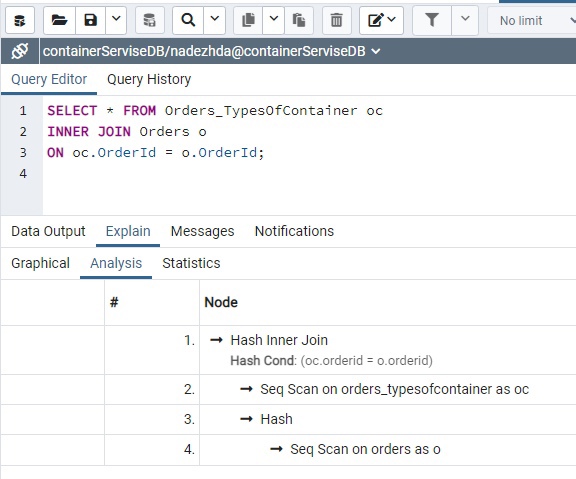 No limit
containerServiseDB/nadezhda@containerServiseDB
Query Editor Query History
1 SELECT * FROM Orders_TypesOfContainer oc
2 INNER JOIN Orders o
3 ON oc.OrderId = o.OrderId;
4
Data Output Explain Messages Notifications
Graphical Analysis Statistics
# Node
1. → Hash Inner Join
Hash Cond: (oc.orderid = o.orderid)
2. → Seq Scan on orders_typesofcontainer as oc
3. → Hash
4. → Seq Scan on orders as o